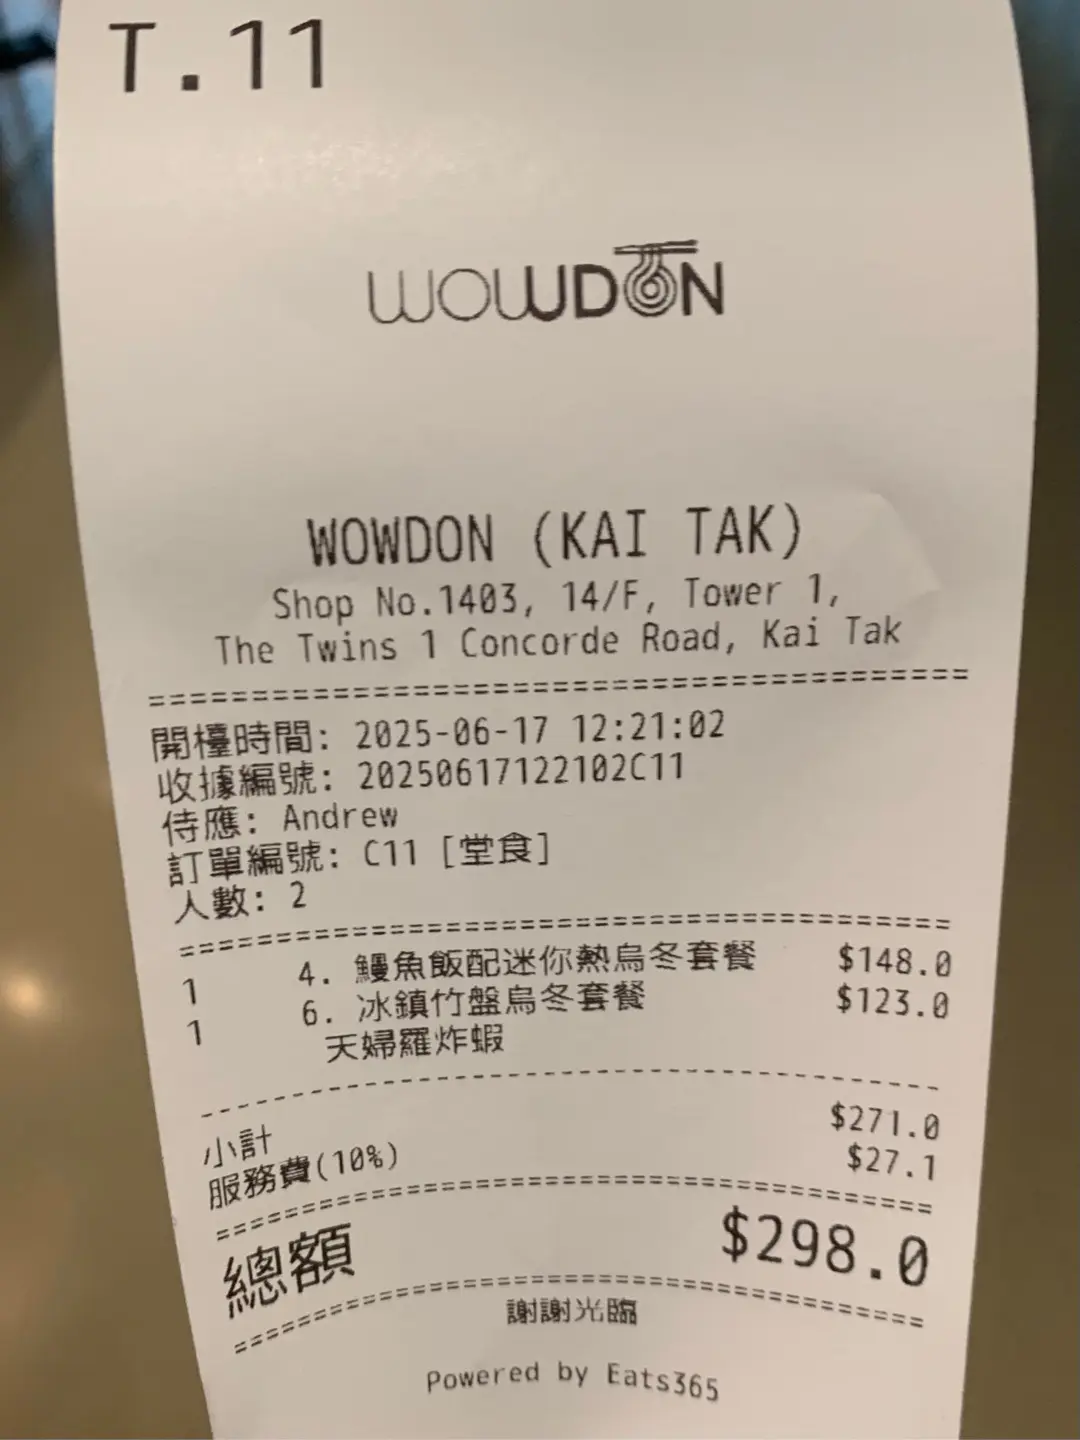 T.11
WOWDON
WOWDON (KAI TAK)
Shop No.1403, 14/F, Tower 1,
The Twins 1 Concorde Road, Kai Tak
========================================
開檯時間: 2025-06-17 12:21:02
收據編號: 20250617122102C11
侍應: Andrew
訂單編號: C11 [堂食]
人數: 2
========================================
1 4. 鰻魚飯配迷你熱烏冬套餐 $148.0
1 6. 冰鎮竹盤烏冬套餐 $123.0
天婦羅炸蝦
----------------------------------------
小計 $271.0
服務費(10%) $27.1
========================================
總額 $298.0
========================================
謝謝光臨
Powered by Eats365